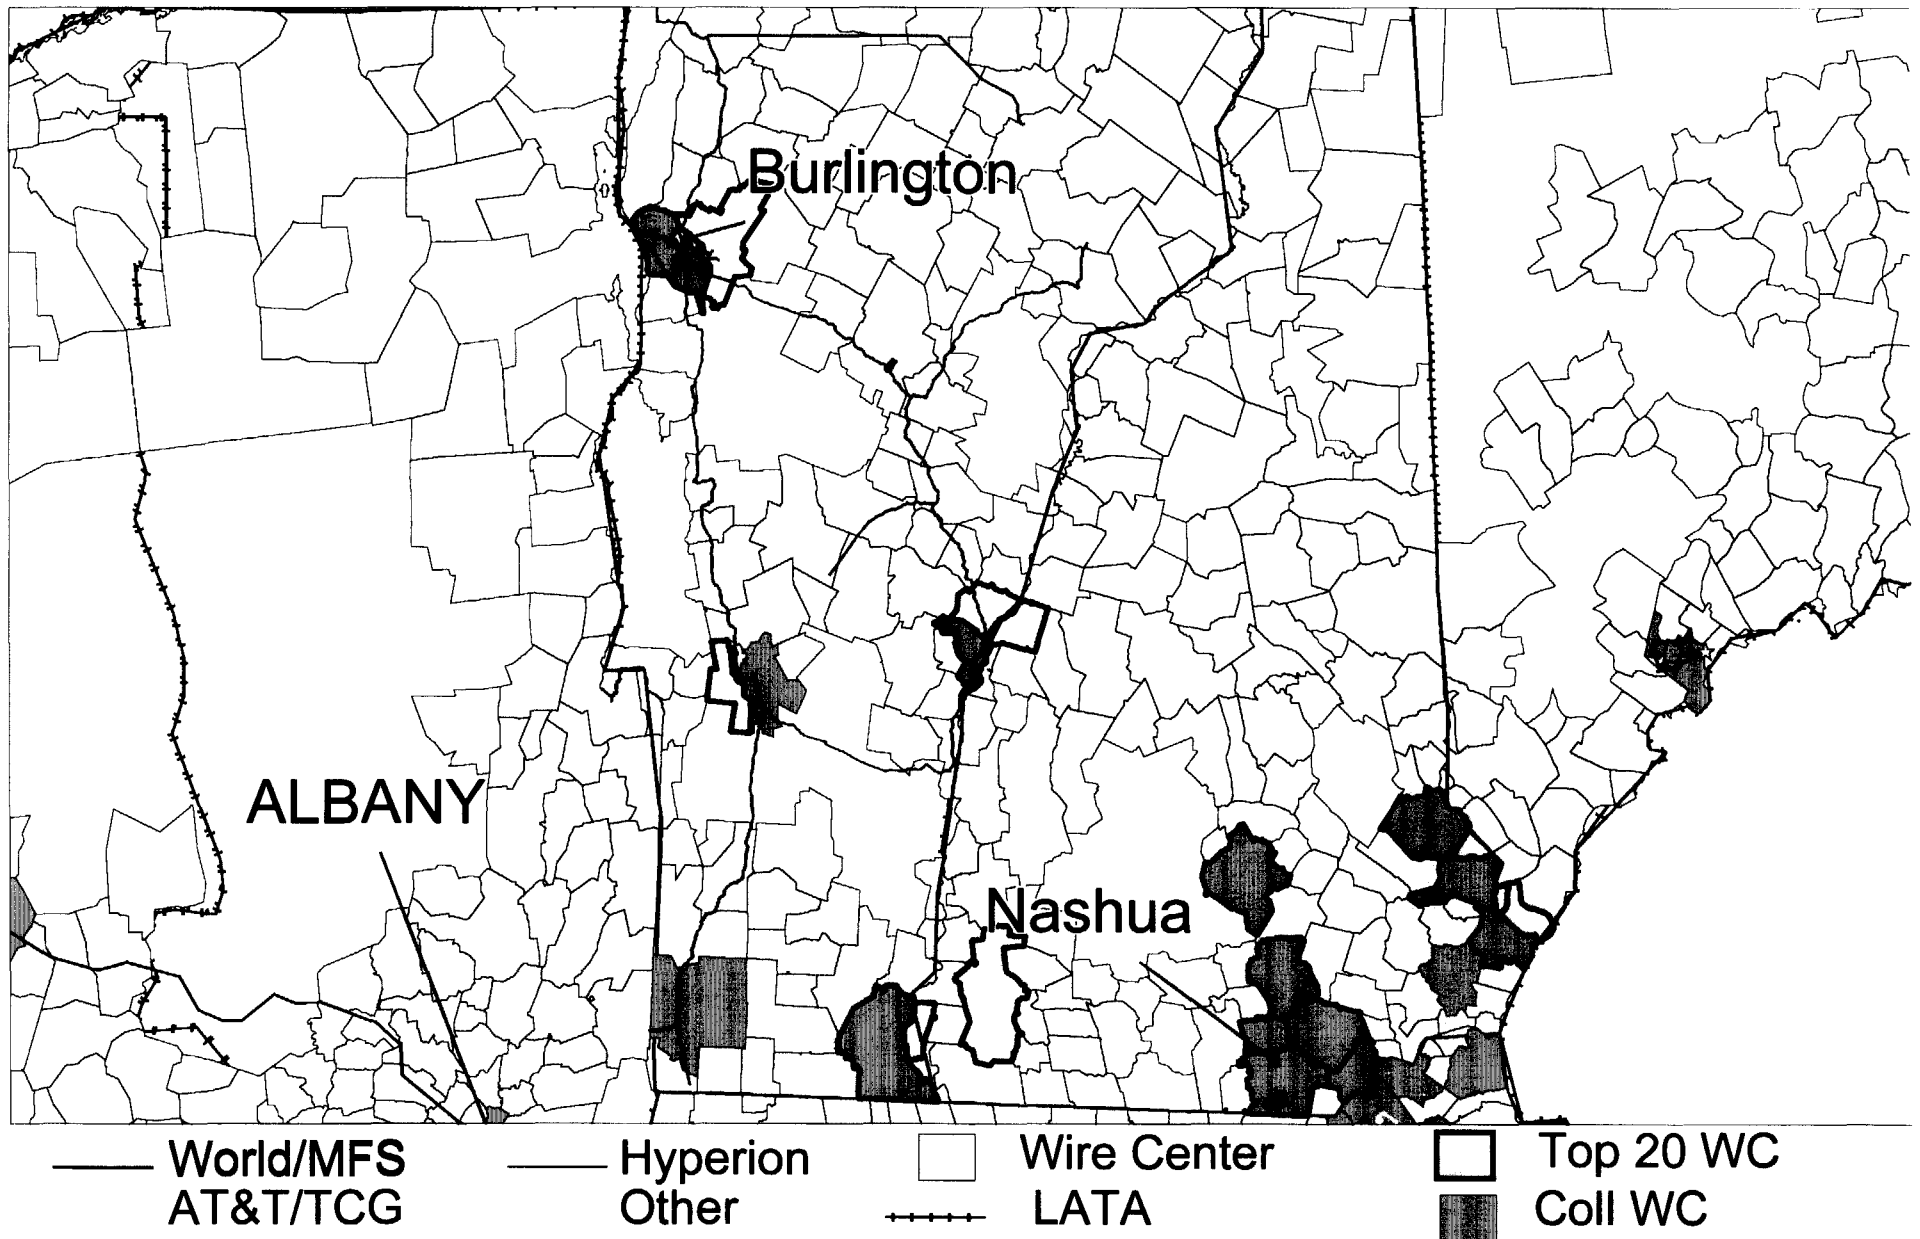 Burlington
ALBANY
Nashua
World/MFS
AT&T/TCG
Hyperion
Other
Wire Center
LATA
Top 20 WC
Coll WC